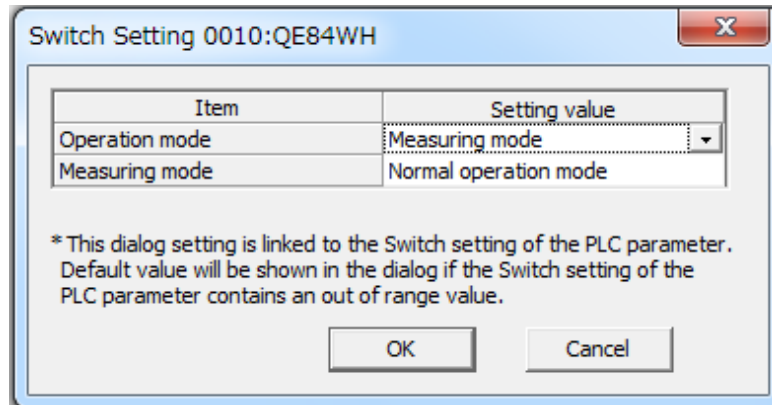 Switch Setting 0010:QE84WH
X
Item Setting value
Operation mode Measuring mode
Measuring mode Normal operation mode
* This dialog setting is linked to the Switch setting of the PLC parameter.
Default value will be shown in the dialog if the Switch setting of the
PLC parameter contains an out of range value.
OK Cancel